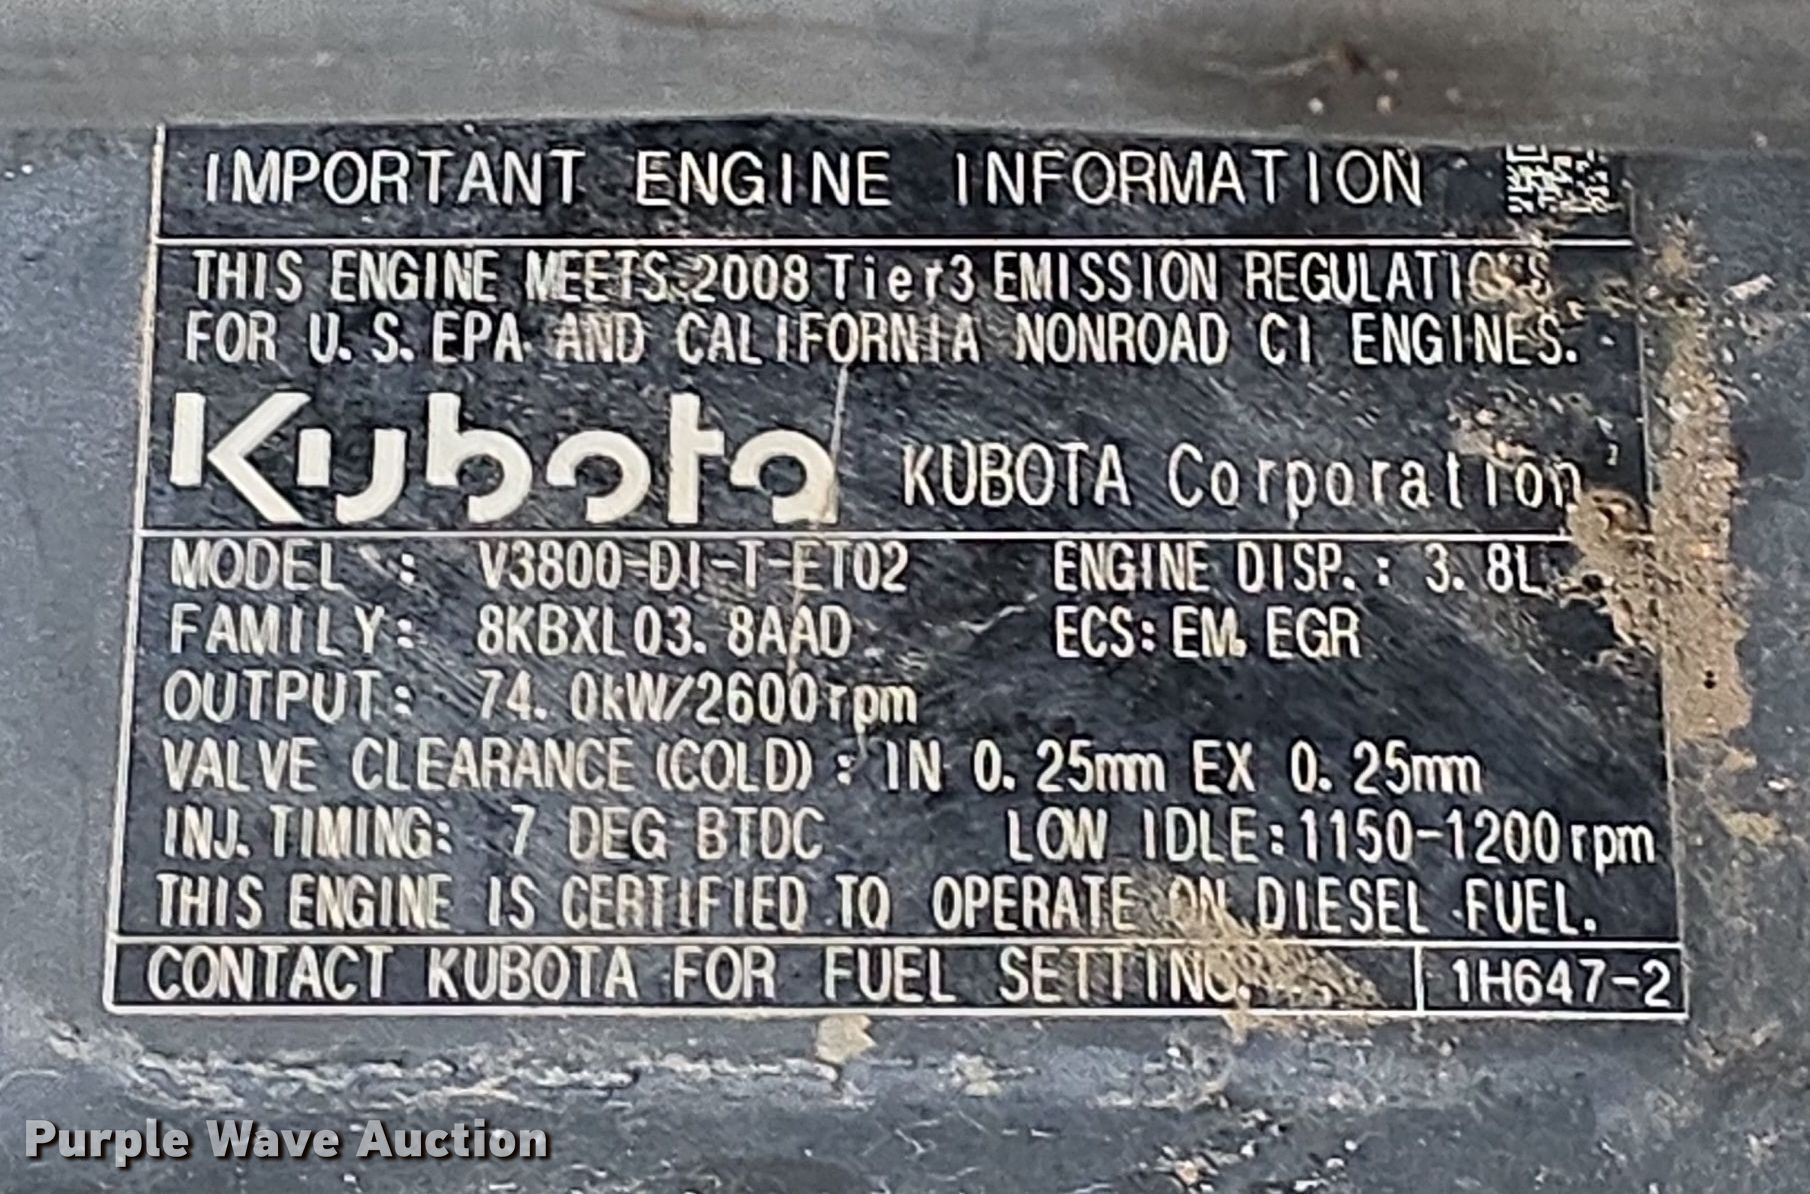 IMPORTANT ENGINE INFORMATION
THIS ENGINE MEETS 2008 Tier3 EMISSION REGULATIONS
FOR U.S. EPA AND CALIFORNIA NONROAD CI ENGINES.
Kubota KUBOTA Corporation
MODEL : V3800-DI-T-ET02 ENGINE DISP. : 3.8L
FAMILY: 8KBXL03.8AAD ECS: EM, EGR
OUTPUT: 74.0kW/2600rpm
VALVE CLEARANCE (COLD) : IN 0.25mm EX 0.25mm
INJ. TIMING: 7 DEG BTDC LOW IDLE:1150-1200rpm
THIS ENGINE IS CERTIFIED TO OPERATE ON DIESEL FUEL.
CONTACT KUBOTA FOR FUEL SETTING. 1H647-2
Purple Wave Auction